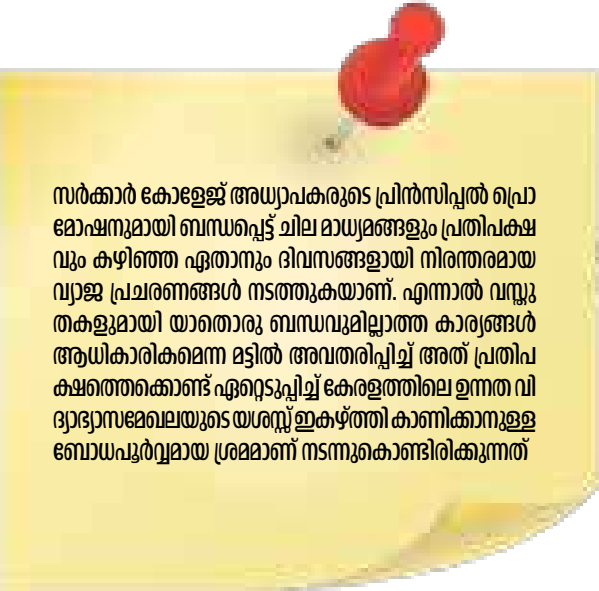 സർക്കാർ കോളേജ് അധ്യാപകരുടെ പ്രിൻസിപ്പൽ പ്രൊ
മോഷനുമായി ബന്ധപ്പെട്ട് ചില മാധ്യമങ്ങളും പ്രതിപക്ഷ
വും കഴിഞ്ഞ ഏതാനും ദിവസങ്ങളായി നിരന്തരമായ
വ്യാജ പ്രചരണങ്ങൾ നടത്തുകയാണ്. എന്നാൽ വസ്തു
തകളുമായി യാതൊരു ബന്ധവുമില്ലാത്ത കാര്യങ്ങൾ
ആധികാരികമെന്ന മട്ടിൽ അവതരിപ്പിച്ച് അത് പ്രതിപ
ക്ഷത്തെക്കൊണ്ട് ഏറ്റെടുപ്പിച്ച് കേരളത്തിലെ ഉന്നത വി
ദ്യാഭ്യാസമേഖലയുടെ യശസ്സ് ഇകഴ്ത്തി കാണിക്കാനുള്ള
ബോധപൂർവ്വമായ ശ്രമമാണ് നടന്നുകൊണ്ടിരിക്കുന്നത്